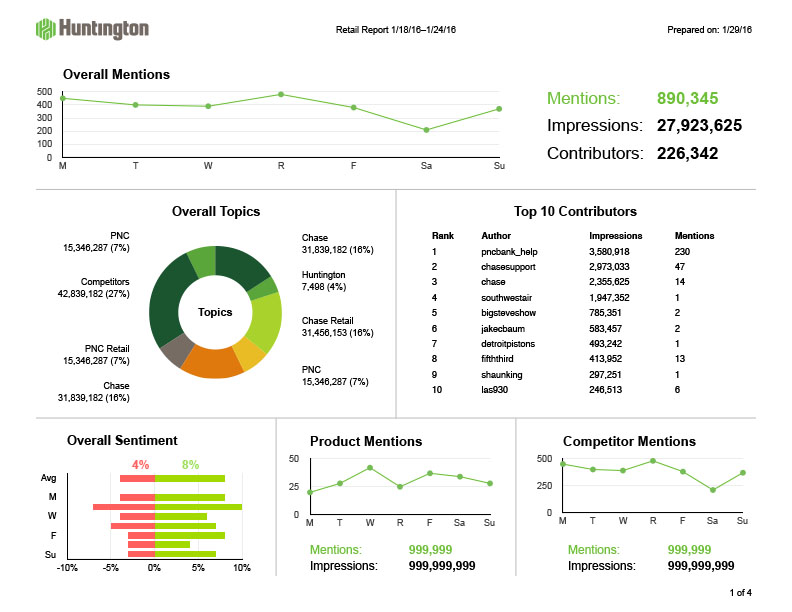 Huntington
Retail Report 1/18/16–1/24/16
Prepared on: 1/29/16
Overall Mentions
500
400
300
200
100
0
M T W R F Sa Su
Mentions: 890,345
Impressions: 27,923,625
Contributors: 226,342
Overall Topics
PNC
15,346,287 (7%)
Competitors
42,839,182 (27%)
PNC Retail
15,346,287 (7%)
Chase
31,839,182 (16%)
Topics
Chase
31,839,182 (16%)
Huntington
7,498 (4%)
Chase Retail
31,456,153 (16%)
PNC
15,346,287 (7%)
Top 10 Contributors
Rank Author Impressions Mentions
1 pncbank_help 3,580,918 230
2 chasesupport 2,973,033 47
3 chase 2,355,625 14
4 southwestair 1,947,352 1
5 bigsteveshow 785,351 2
6 jakecbaum 583,457 2
7 detroitpistons 493,242 1
8 fifththird 413,952 13
9 shaunking 297,251 1
10 las930 246,513 6
Overall Sentiment
4% 8%
Avg
M
W
F
Su
-10% -5% 0% 5% 10%
Product Mentions
50
25
0
M T W R F Sa Su
Mentions: 999,999
Impressions: 999,999,999
Competitor Mentions
500
250
0
M T W R F Sa Su
Mentions: 999,999
Impressions: 999,999,999
1 of 4